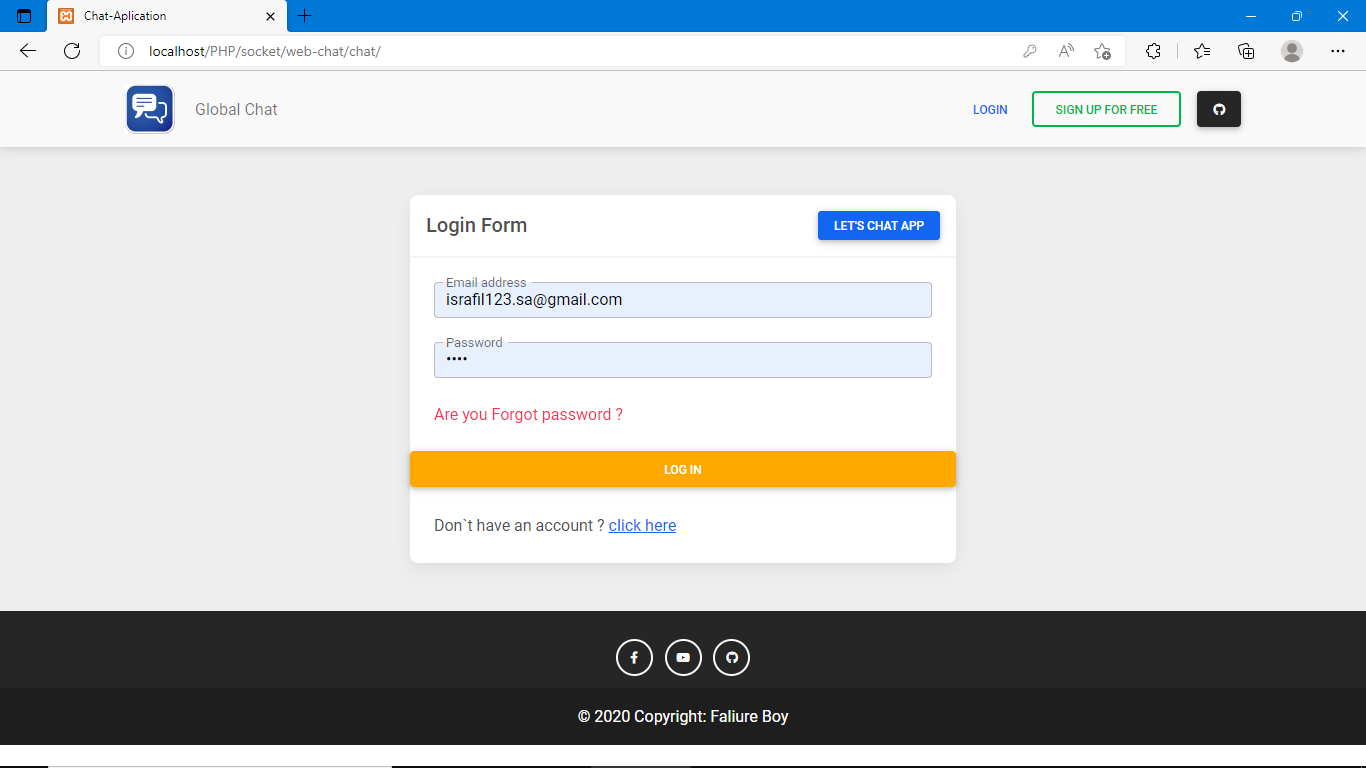 Chat-Aplication
localhost/PHP/socket/web-chat/chat/
Global Chat
LOGIN
SIGN UP FOR FREE
Login Form
LET'S CHAT APP
Email address
israfil123.sa@gmail.com
Password
••••
Are you Forgot password ?
LOG IN
Don`t have an account ? click here
© 2020 Copyright: Faliure Boy